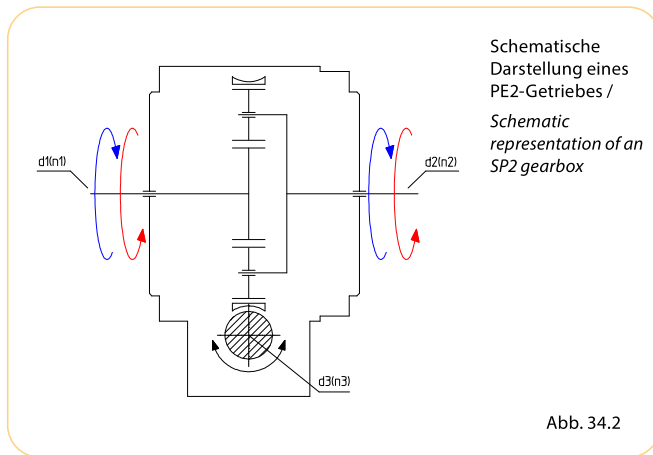 Schematische
Darstellung eines
PE2-Getriebes /
Schematic
representation of an
SP2 gearbox
d1(n1)
d2(n2)
d3(n3)
Abb. 34.2